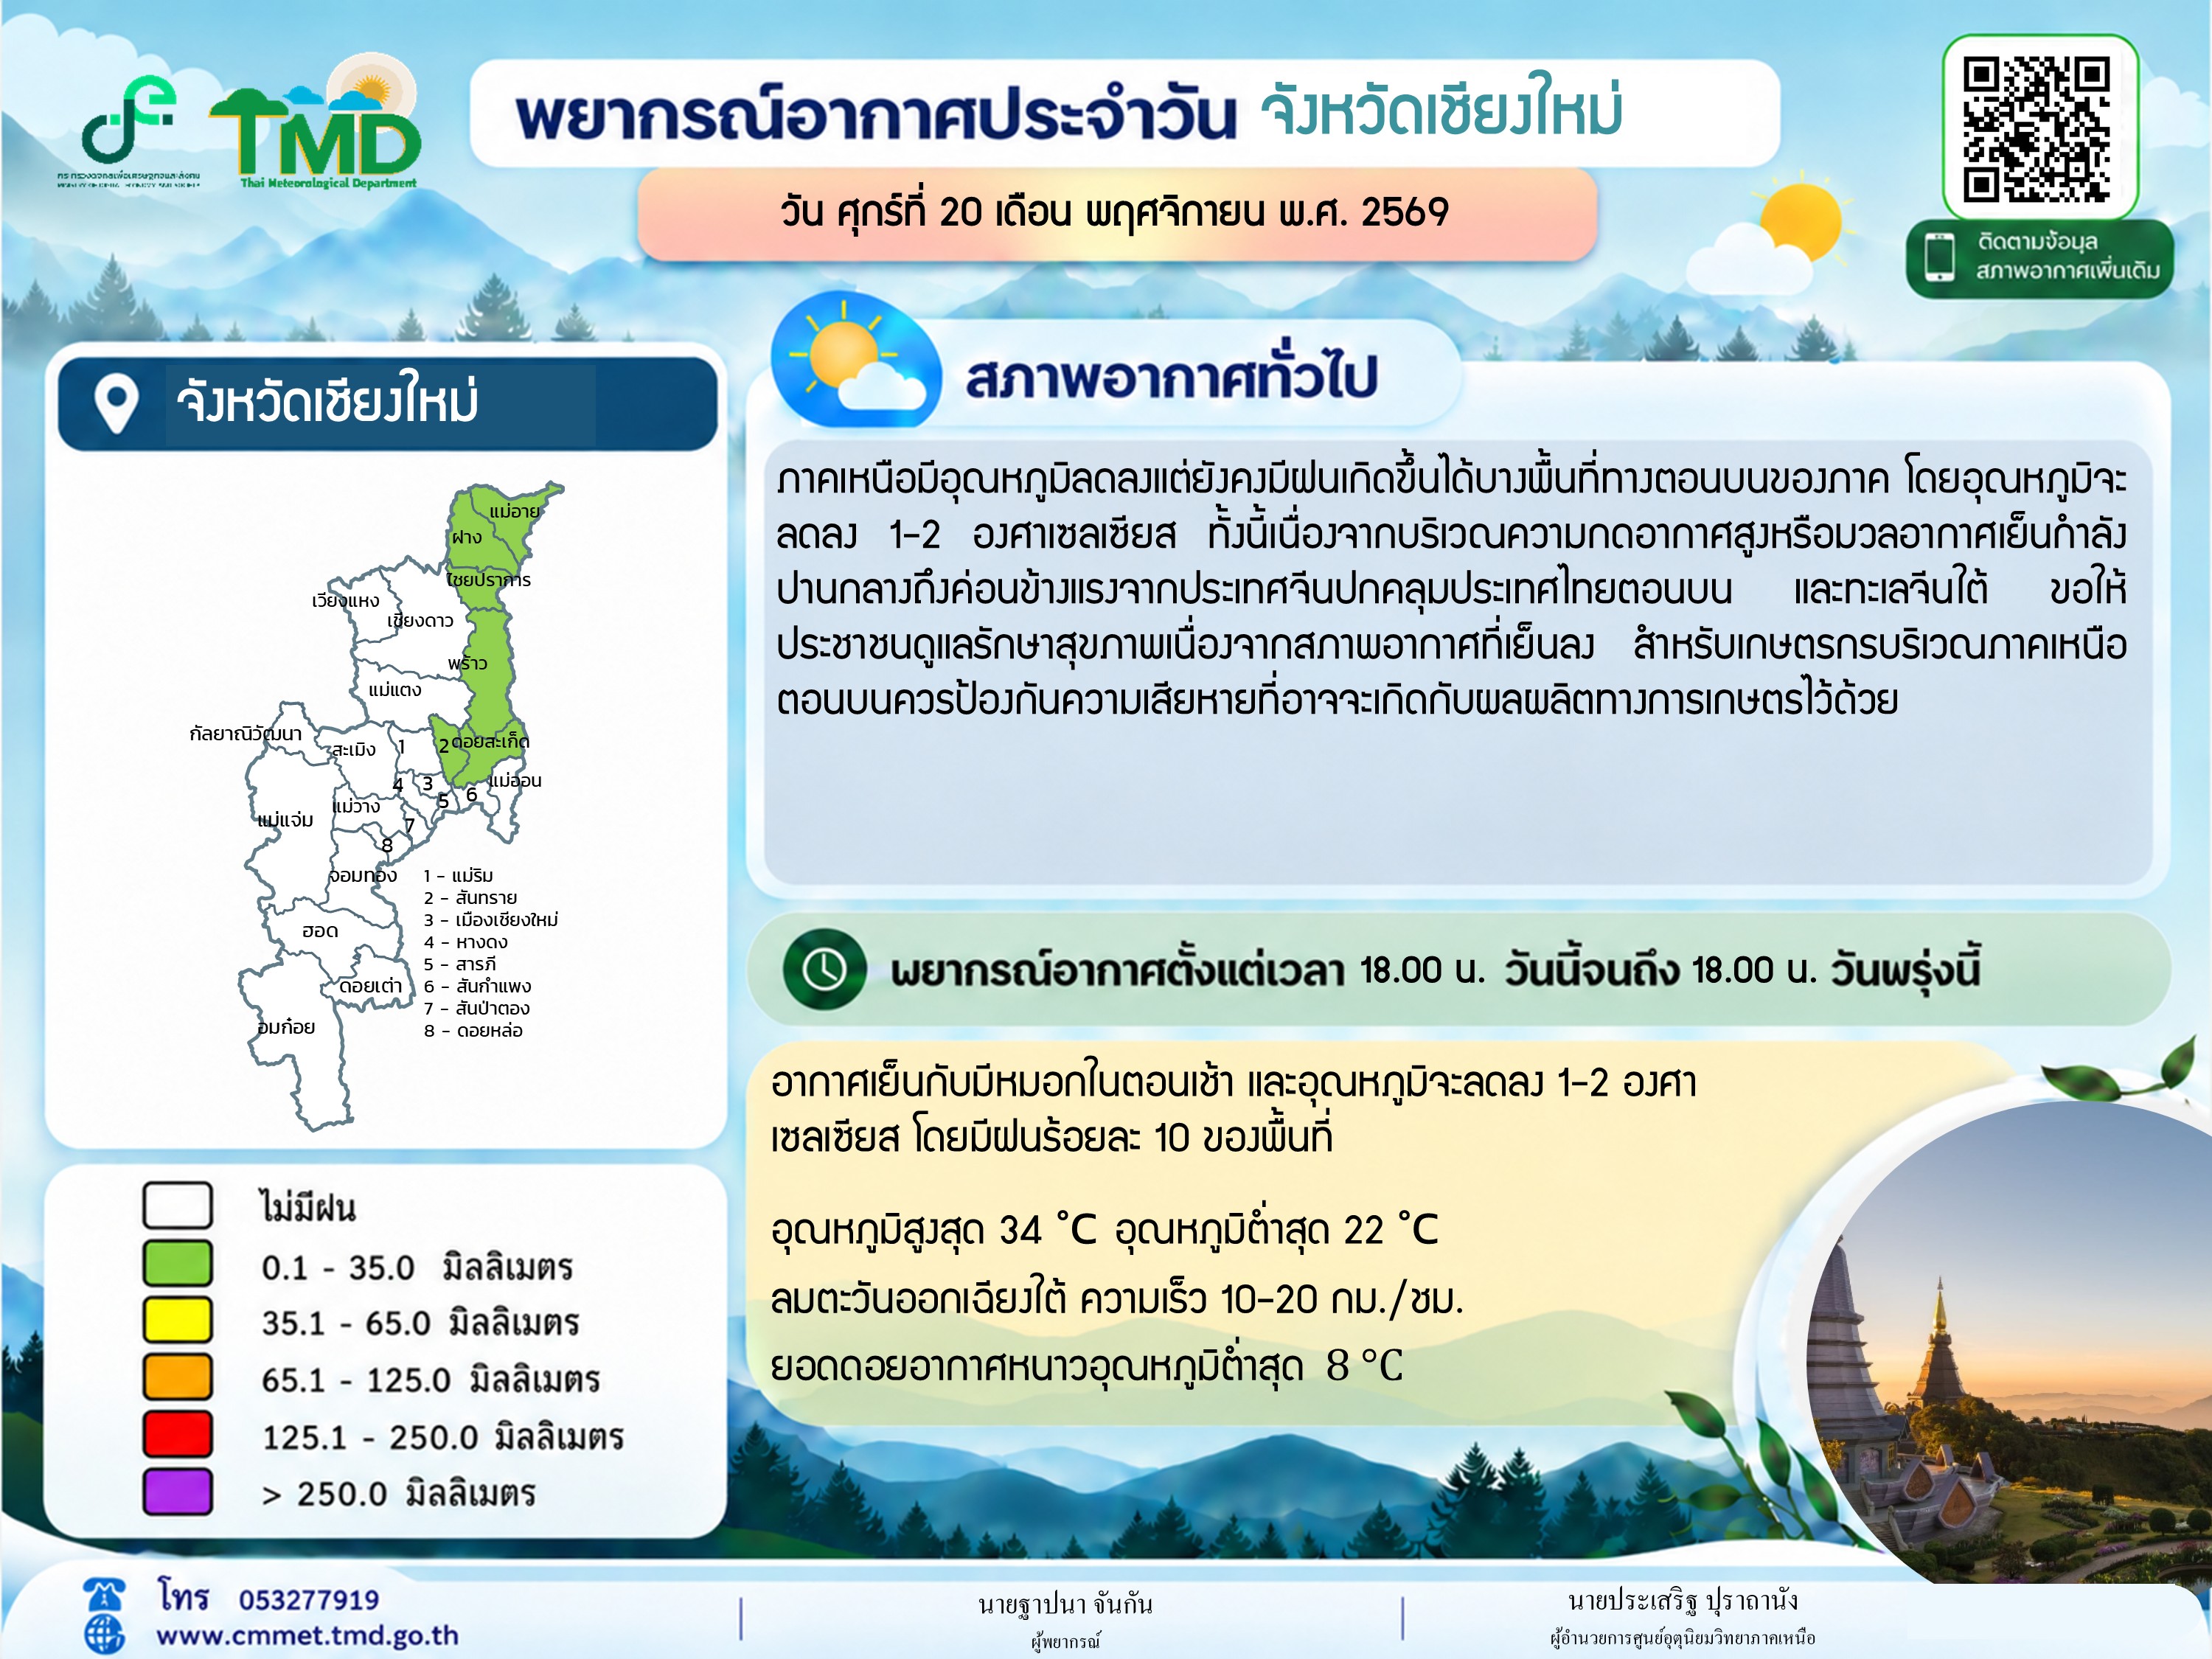 กระทรวงดิจิทัลเพื่อเศรษฐกิจและสังคม
MINISTRY OF DIGITAL ECONOMY AND SOCIETY
TMD
Thai Meteorological Department
พยากรณ์อากาศประจำวัน จังหวัดเชียงใหม่
วัน ศุกร์ที่ 20 เดือน พฤศจิกายน พ.ศ. 2569
ติดตามข้อมูล
สภาพอากาศเพิ่มเติม
จังหวัดเชียงใหม่
แม่อาย
ฝาง
ไชยปราการ
เวียงแหง
เชียงดาว
พร้าว
แม่แตง
กัลยาณิวัฒนา
สะเมิง
1
2
ดอยสะเก็ด
4
3
แม่ออน
5
6
แม่วาง
แม่แจ่ม
7
8
จอมทอง
ฮอด
ดอยเต่า
อมก๋อย
1 - แม่ริม
2 - สันทราย
3 - เมืองเชียงใหม่
4 - หางดง
5 - สารภี
6 - สันกำแพง
7 - สันป่าตอง
8 - ดอยหล่อ
ไม่มีฝน
0.1 - 35.0 มิลลิเมตร
35.1 - 65.0 มิลลิเมตร
65.1 - 125.0 มิลลิเมตร
125.1 - 250.0 มิลลิเมตร
> 250.0 มิลลิเมตร
สภาพอากาศทั่วไป
ภาคเหนือมีอุณหภูมิลดลงแต่ยังคงมีฝนเกิดขึ้นได้บางพื้นที่ทางตอนบนของภาค โดยอุณหภูมิจะ
ลดลง 1-2 องศาเซลเซียส ทั้งนี้เนื่องจากบริเวณความกดอากาศสูงหรือมวลอากาศเย็นกำลัง
ปานกลางถึงค่อนข้างแรงจากประเทศจีนปกคลุมประเทศไทยตอนบน และทะเลจีนใต้ ขอให้
ประชาชนดูแลรักษาสุขภาพเนื่องจากสภาพอากาศที่เย็นลง สำหรับเกษตรกรบริเวณภาคเหนือ
ตอนบนควรป้องกันความเสียหายที่อาจจะเกิดกับผลผลิตทางการเกษตรไว้ด้วย
พยากรณ์อากาศตั้งแต่เวลา 18.00 น. วันนี้จนถึง 18.00 น. วันพรุ่งนี้
อากาศเย็นกับมีหมอกในตอนเช้า และอุณหภูมิจะลดลง 1-2 องศา
เซลเซียส โดยมีฝนร้อยละ 10 ของพื้นที่
อุณหภูมิสูงสุด 34 °C อุณหภูมิต่ำสุด 22 °C
ลมตะวันออกเฉียงใต้ ความเร็ว 10-20 กม./ชม.
ยอดดอยอากาศหนาวอุณหภูมิต่ำสุด 8 °C
โทร 053277919
www.cmmet.tmd.go.th
นายฐาปนา จันกัน
ผู้พยากรณ์
นายประเสริฐ ปุราถานัง
ผู้อำนวยการศูนย์อุตุนิยมวิทยาภาคเหนือ